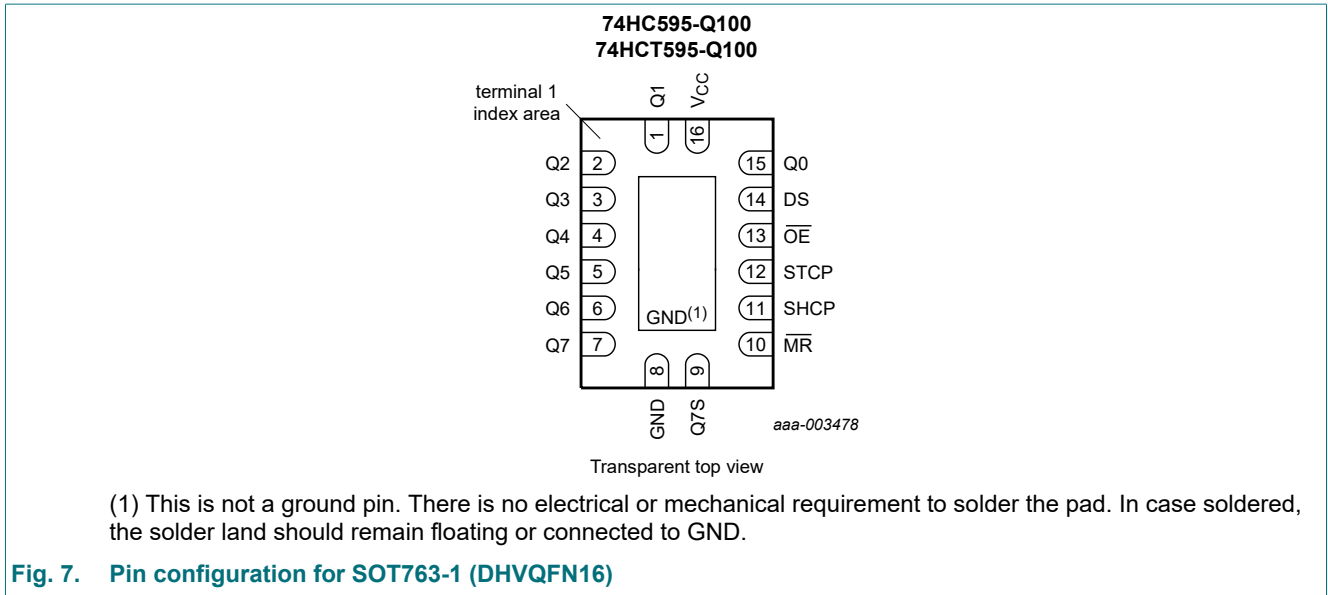 74HC595-Q100
74HCT595-Q100
terminal 1
index area
Q1
VCC
1
16
Q2 2
15 Q0
Q3 3
14 DS
Q4 4
13 O̅E̅
Q5 5
12 STCP
Q6 6
11 SHCP
GND(1)
Q7 7
10 M̅R̅
8
9
GND
Q7S
aaa-003478
Transparent top view
(1) This is not a ground pin. There is no electrical or mechanical requirement to solder the pad. In case soldered,
the solder land should remain floating or connected to GND.
Fig. 7. Pin configuration for SOT763-1 (DHVQFN16)